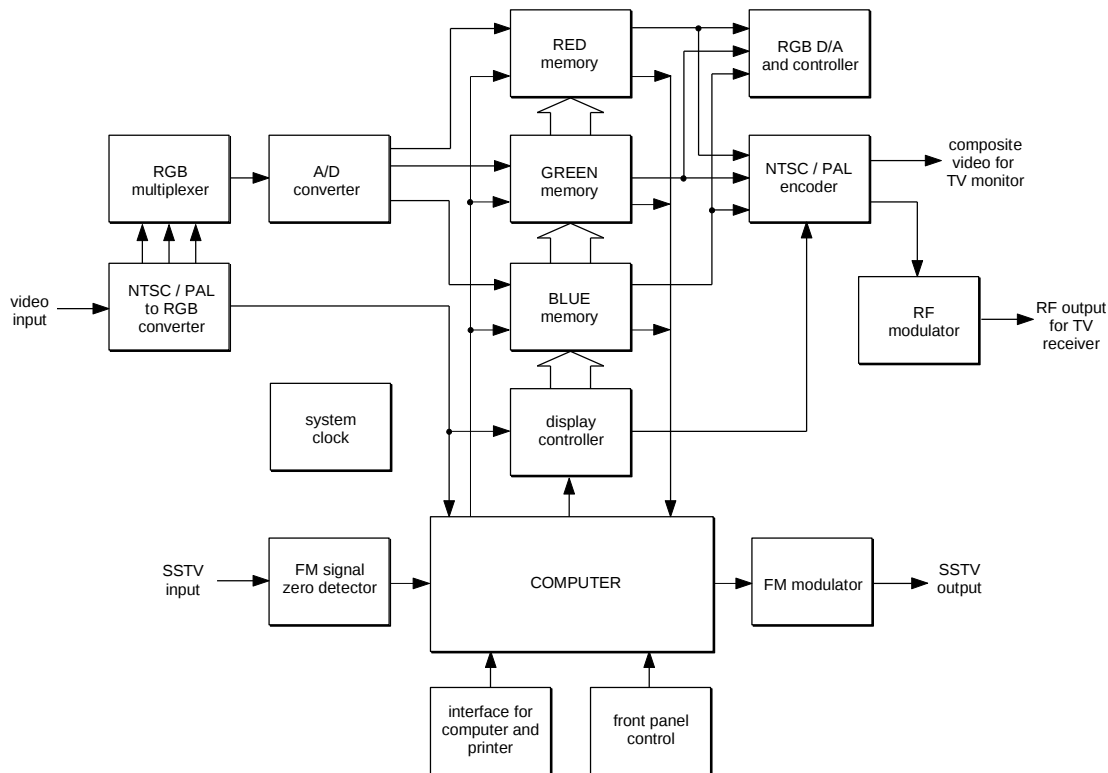 RED
memory
RGB D/A
and controller
RGB
multiplexer
A/D
converter
GREEN
memory
NTSC / PAL
encoder
composite
video for
TV monitor
video
input
NTSC / PAL
to RGB
converter
BLUE
memory
RF
modulator
RF output
for TV
receiver
system
clock
display
controller
SSTV
input
FM signal
zero detector
COMPUTER
FM modulator
SSTV
output
interface for
computer and
printer
front panel
control